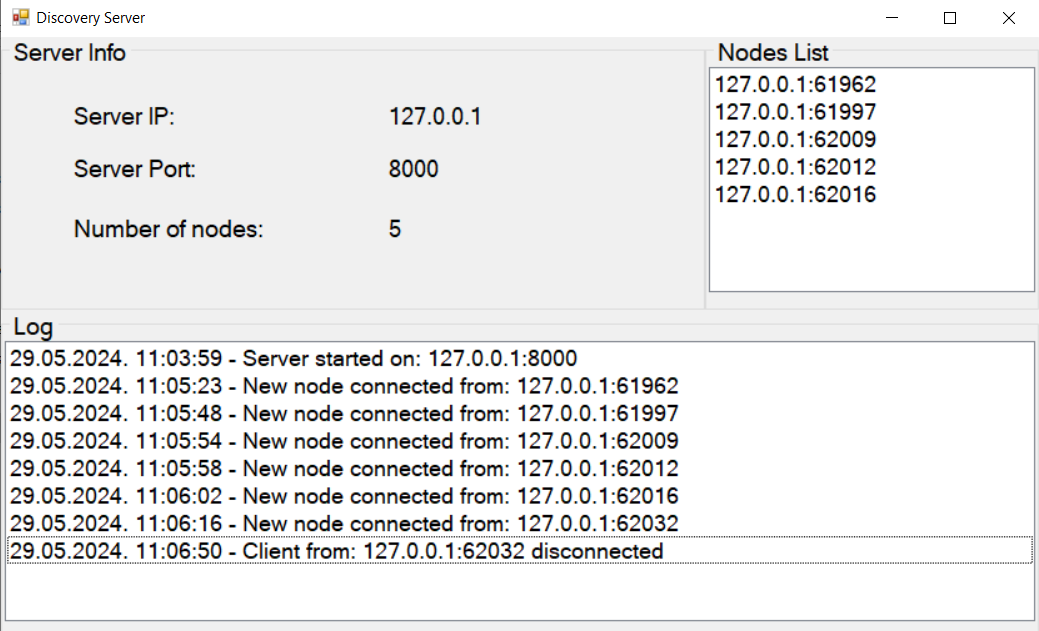 Discovery Server
Server Info
Server IP: 127.0.0.1
Server Port: 8000
Number of nodes: 5
Nodes List
127.0.0.1:61962
127.0.0.1:61997
127.0.0.1:62009
127.0.0.1:62012
127.0.0.1:62016
Log
29.05.2024. 11:03:59 - Server started on: 127.0.0.1:8000
29.05.2024. 11:05:23 - New node connected from: 127.0.0.1:61962
29.05.2024. 11:05:48 - New node connected from: 127.0.0.1:61997
29.05.2024. 11:05:54 - New node connected from: 127.0.0.1:62009
29.05.2024. 11:05:58 - New node connected from: 127.0.0.1:62012
29.05.2024. 11:06:02 - New node connected from: 127.0.0.1:62016
29.05.2024. 11:06:16 - New node connected from: 127.0.0.1:62032
29.05.2024. 11:06:50 - Client from: 127.0.0.1:62032 disconnected